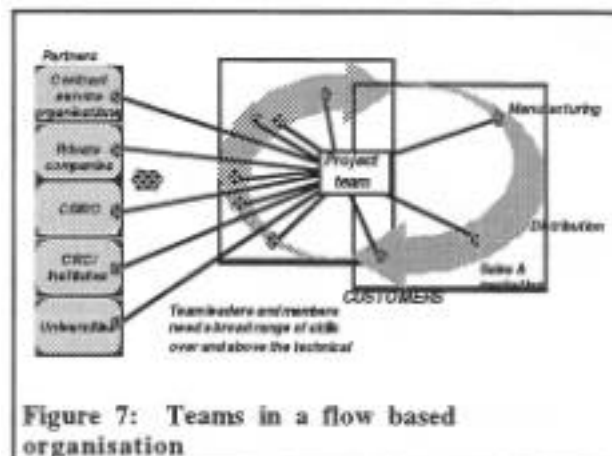 Partners
Contract
service
organisations
Private
companies
CSIRO
CRC/
Institutes
Universities
Project
team
Manufacturing
Distribution
Sales &
marketing
CUSTOMERS
Team leaders and members
need a broad range of skills
over and above the technical
Figure 7: Teams in a flow based
organisation